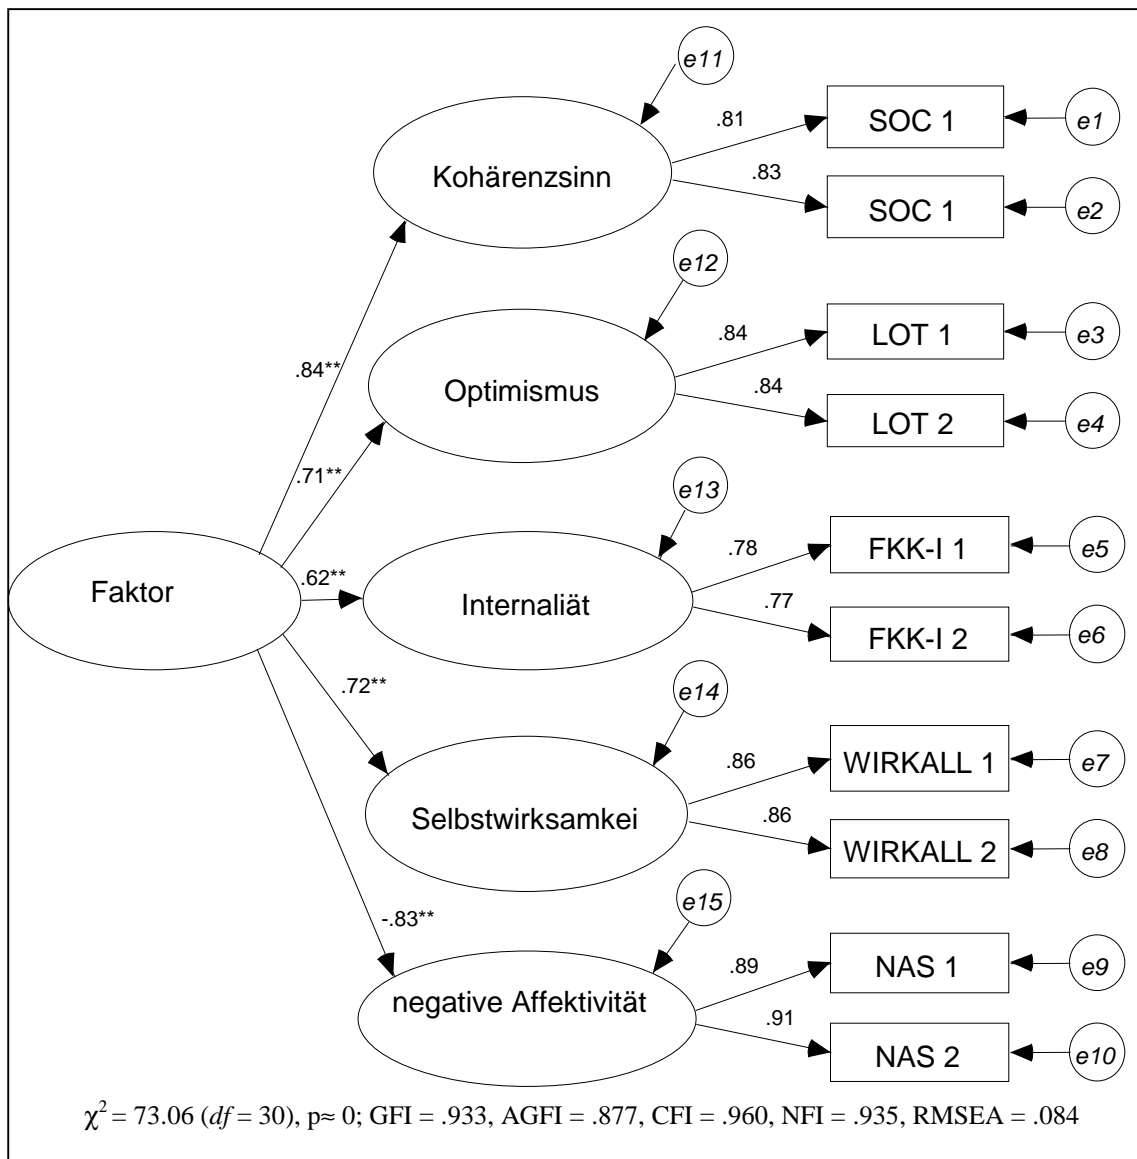 e11
.81
SOC 1
e1
Kohärenzsinn
.83
SOC 1
e2
e12
.84
LOT 1
e3
.84**
Optimismus
.84
LOT 2
e4
.71**
e13
.78
FKK-I 1
e5
Faktor
.62**
Internaliät
.77
FKK-I 2
e6
.72**
e14
.86
WIRKALL 1
e7
Selbstwirksamkei
.86
WIRKALL 2
e8
-.83**
e15
.89
NAS 1
e9
negative Affektivität
.91
NAS 2
e10
χ² = 73.06 (df = 30), p≈ 0; GFI = .933, AGFI = .877, CFI = .960, NFI = .935, RMSEA = .084